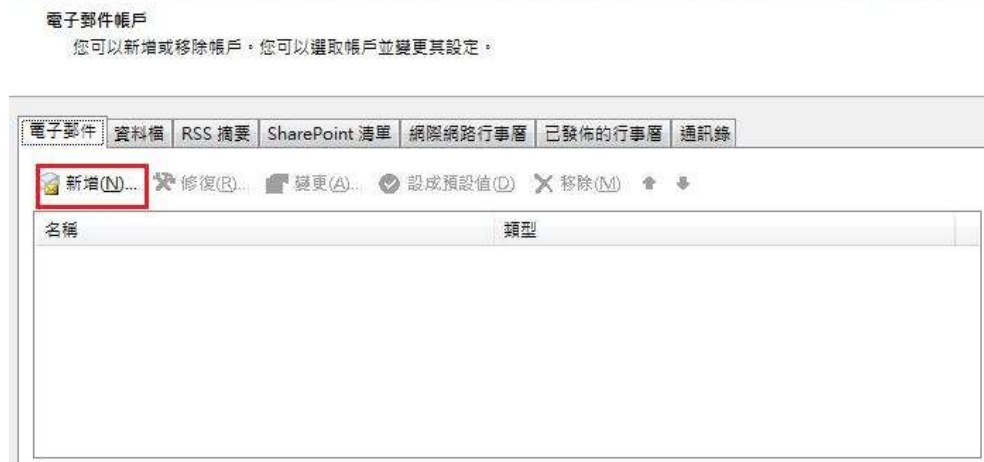 電子郵件帳戶
您可以新增或移除帳戶。您可以選取帳戶並變更其設定。
電子郵件 資料檔 RSS 摘要 SharePoint 清單 網際網路行事曆 已發佈的行事曆 通訊錄
新增(N)... 修復(R)... 變更(A)... 設成預設值(D) 移除(M)
名稱 類型